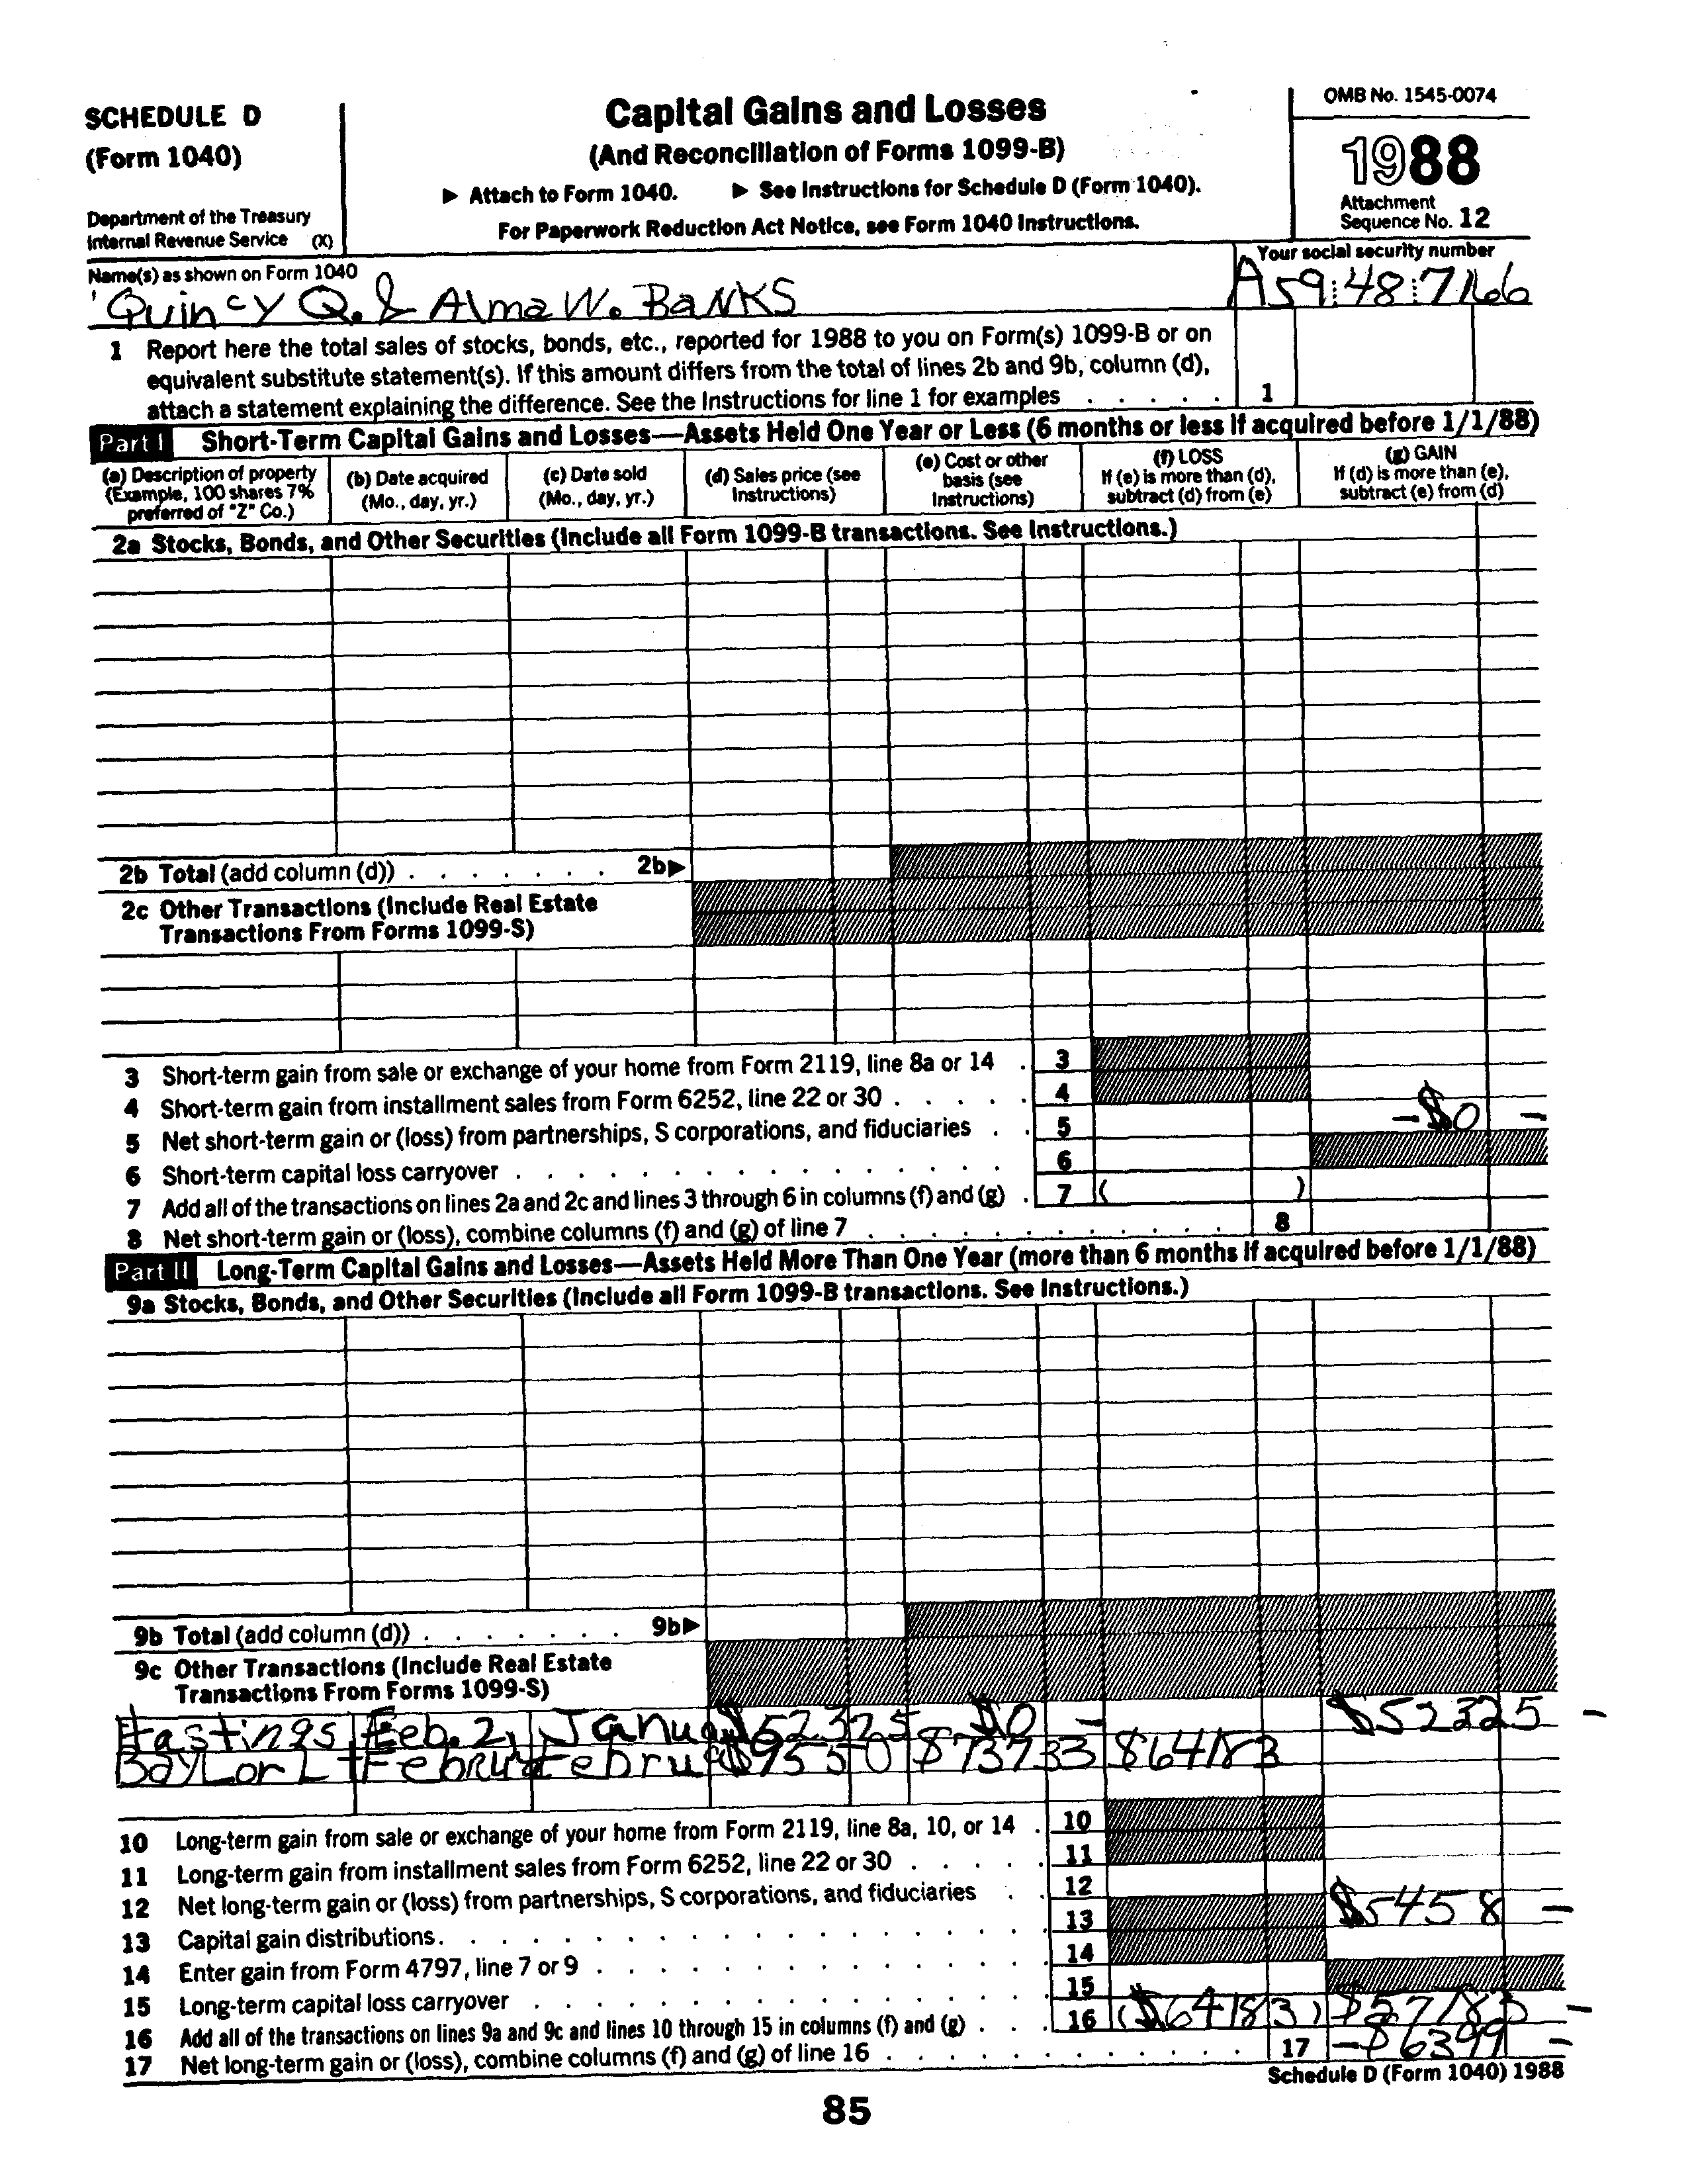 SCHEDULE D
(Form 1040)
Department of the Treasury
Internal Revenue Service (X)
Capital Gains and Losses
(And Reconciliation of Forms 1099-B)
▶ Attach to Form 1040. ▶ See Instructions for Schedule D (Form 1040).
For Paperwork Reduction Act Notice, see Form 1040 Instructions.
OMB No. 1545-0074
1988
Attachment
Sequence No. 12
Name(s) as shown on Form 1040
Quincy Q. & Alma W. BaNKS
Your social security number
A59:48:7166
1 Report here the total sales of stocks, bonds, etc., reported for 1988 to you on Form(s) 1099-B or on
equivalent substitute statement(s). If this amount differs from the total of lines 2b and 9b, column (d),
attach a statement explaining the difference. See the Instructions for line 1 for examples . . . . . 1
Part I Short-Term Capital Gains and Losses—Assets Held One Year or Less (6 months or less if acquired before 1/1/88)
(a) Description of property
(Example, 100 shares 7%
preferred of "Z" Co.)
(b) Date acquired
(Mo., day, yr.)
(c) Date sold
(Mo., day, yr.)
(d) Sales price (see
Instructions)
(e) Cost or other
basis (see
Instructions)
(f) LOSS
If (e) is more than (d),
subtract (d) from (e)
(g) GAIN
If (d) is more than (e),
subtract (e) from (d)
2a Stocks, Bonds, and Other Securities (Include all Form 1099-B transactions. See Instructions.)
2b Total (add column (d)) . . . . . . . 2b▶
2c Other Transactions (Include Real Estate
Transactions From Forms 1099-S)
3 Short-term gain from sale or exchange of your home from Form 2119, line 8a or 14 . 3
4 Short-term gain from installment sales from Form 6252, line 22 or 30 . . . . . 4
5 Net short-term gain or (loss) from partnerships, S corporations, and fiduciaries . . 5 -$0 -
6 Short-term capital loss carryover . . . . . . . . . . . . . . . . 6
7 Add all of the transactions on lines 2a and 2c and lines 3 through 6 in columns (f) and (g) . 7 ( )
8 Net short-term gain or (loss), combine columns (f) and (g) of line 7 . . . . . . . . . . . . 8
Part II Long-Term Capital Gains and Losses—Assets Held More Than One Year (more than 6 months if acquired before 1/1/88)
9a Stocks, Bonds, and Other Securities (Include all Form 1099-B transactions. See Instructions.)
9b Total (add column (d)) . . . . . . . 9b▶
9c Other Transactions (Include Real Estate
Transactions From Forms 1099-S)
Hastings Feb. 2, Janua $52325 $0 - $52325 -
BayLor L Februa Februa $9550 $73733 $64183
10 Long-term gain from sale or exchange of your home from Form 2119, line 8a, 10, or 14 . 10
11 Long-term gain from installment sales from Form 6252, line 22 or 30 . . . . . 11
12 Net long-term gain or (loss) from partnerships, S corporations, and fiduciaries . . 12 $5458 -
13 Capital gain distributions . . . . . . . . . . . . . . . . . . 13
14 Enter gain from Form 4797, line 7 or 9 . . . . . . . . . . . . . . 14
15 Long-term capital loss carryover . . . . . . . . . . . . . . . . 15
16 Add all of the transactions on lines 9a and 9c and lines 10 through 15 in columns (f) and (g) . . . 16 ($64183) $57783 -
17 Net long-term gain or (loss), combine columns (f) and (g) of line 16 . . . . . . . . . . . . 17 -$6399 -
Schedule D (Form 1040) 1988
85